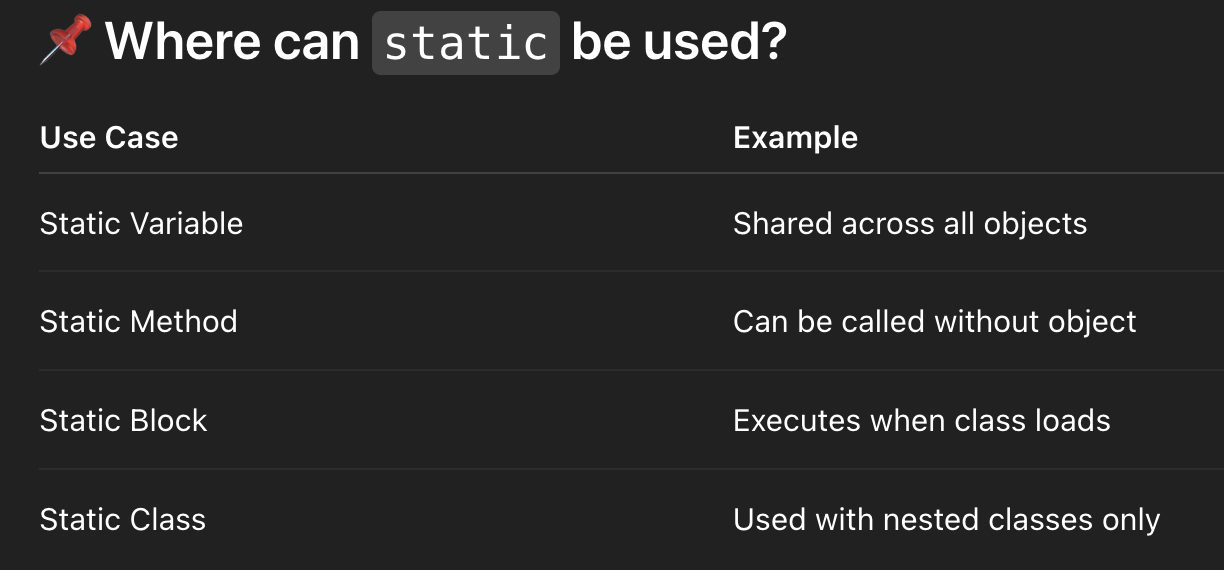 📌 Where can static be used?
Use Case Example
Static Variable Shared across all objects
Static Method Can be called without object
Static Block Executes when class loads
Static Class Used with nested classes only